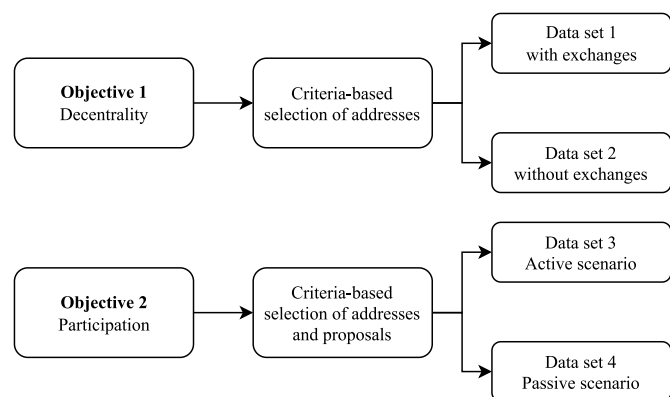 Objective 1
Decentrality
Criteria-based
selection of addresses
Data set 1
with exchanges
Data set 2
without exchanges
Objective 2
Participation
Criteria-based
selection of addresses
and proposals
Data set 3
Active scenario
Data set 4
Passive scenario